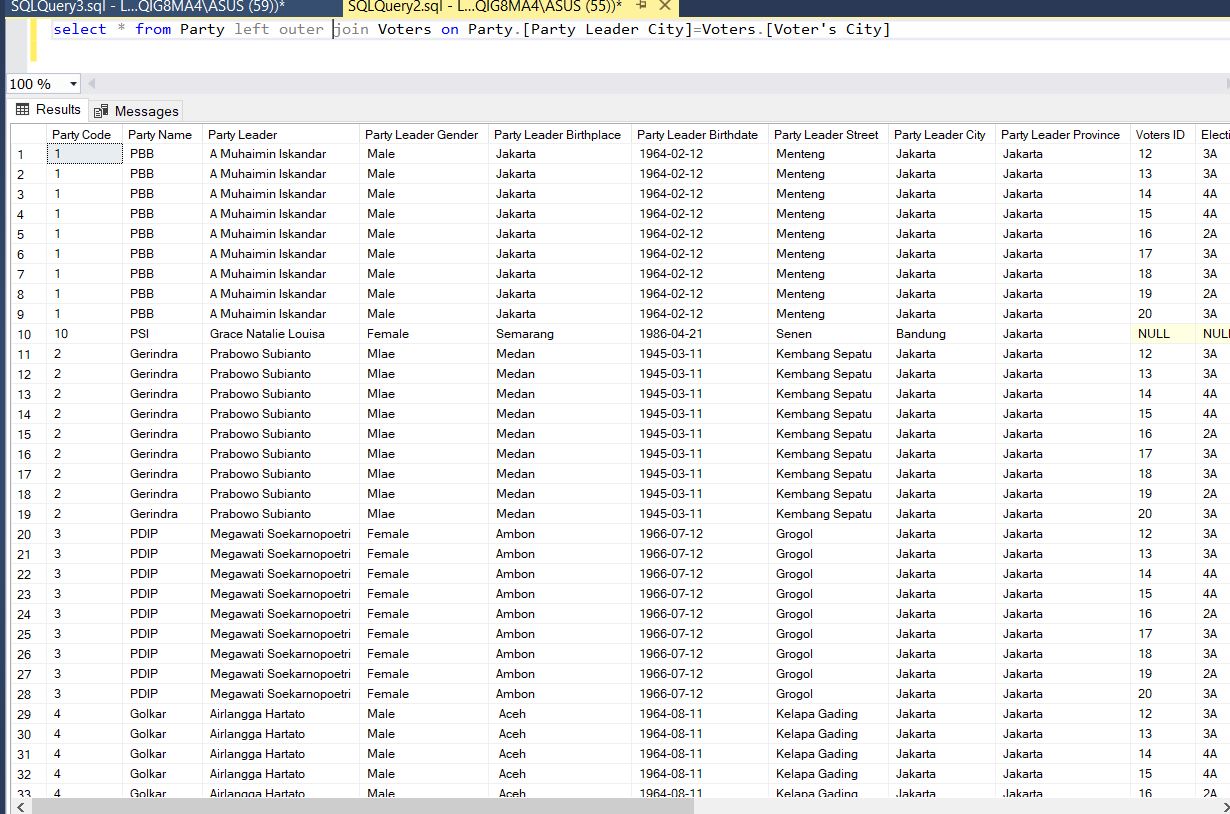 SQLQuery3.sql - L...QIG8MA4\ASUS (59))* SQLQuery2.sql - L...QIG8MA4\ASUS (55))*
select * from Party left outer join Voters on Party.[Party Leader City]=Voters.[Voter's City]
100 %
Results Messages
Party Code Party Name Party Leader Party Leader Gender Party Leader Birthplace Party Leader Birthdate Party Leader Street Party Leader City Party Leader Province Voters ID Electi
1 1 PBB A Muhaimin Iskandar Male Jakarta 1964-02-12 Menteng Jakarta Jakarta 12 3A
2 1 PBB A Muhaimin Iskandar Male Jakarta 1964-02-12 Menteng Jakarta Jakarta 13 3A
3 1 PBB A Muhaimin Iskandar Male Jakarta 1964-02-12 Menteng Jakarta Jakarta 14 4A
4 1 PBB A Muhaimin Iskandar Male Jakarta 1964-02-12 Menteng Jakarta Jakarta 15 4A
5 1 PBB A Muhaimin Iskandar Male Jakarta 1964-02-12 Menteng Jakarta Jakarta 16 2A
6 1 PBB A Muhaimin Iskandar Male Jakarta 1964-02-12 Menteng Jakarta Jakarta 17 3A
7 1 PBB A Muhaimin Iskandar Male Jakarta 1964-02-12 Menteng Jakarta Jakarta 18 3A
8 1 PBB A Muhaimin Iskandar Male Jakarta 1964-02-12 Menteng Jakarta Jakarta 19 2A
9 1 PBB A Muhaimin Iskandar Male Jakarta 1964-02-12 Menteng Jakarta Jakarta 20 3A
10 10 PSI Grace Natalie Louisa Female Semarang 1986-04-21 Senen Bandung Jakarta NULL NULL
11 2 Gerindra Prabowo Subianto Mlae Medan 1945-03-11 Kembang Sepatu Jakarta Jakarta 12 3A
12 2 Gerindra Prabowo Subianto Mlae Medan 1945-03-11 Kembang Sepatu Jakarta Jakarta 13 3A
13 2 Gerindra Prabowo Subianto Mlae Medan 1945-03-11 Kembang Sepatu Jakarta Jakarta 14 4A
14 2 Gerindra Prabowo Subianto Mlae Medan 1945-03-11 Kembang Sepatu Jakarta Jakarta 15 4A
15 2 Gerindra Prabowo Subianto Mlae Medan 1945-03-11 Kembang Sepatu Jakarta Jakarta 16 2A
16 2 Gerindra Prabowo Subianto Mlae Medan 1945-03-11 Kembang Sepatu Jakarta Jakarta 17 3A
17 2 Gerindra Prabowo Subianto Mlae Medan 1945-03-11 Kembang Sepatu Jakarta Jakarta 18 3A
18 2 Gerindra Prabowo Subianto Mlae Medan 1945-03-11 Kembang Sepatu Jakarta Jakarta 19 2A
19 2 Gerindra Prabowo Subianto Mlae Medan 1945-03-11 Kembang Sepatu Jakarta Jakarta 20 3A
20 3 PDIP Megawati Soekarnopoetri Female Ambon 1966-07-12 Grogol Jakarta Jakarta 12 3A
21 3 PDIP Megawati Soekarnopoetri Female Ambon 1966-07-12 Grogol Jakarta Jakarta 13 3A
22 3 PDIP Megawati Soekarnopoetri Female Ambon 1966-07-12 Grogol Jakarta Jakarta 14 4A
23 3 PDIP Megawati Soekarnopoetri Female Ambon 1966-07-12 Grogol Jakarta Jakarta 15 4A
24 3 PDIP Megawati Soekarnopoetri Female Ambon 1966-07-12 Grogol Jakarta Jakarta 16 2A
25 3 PDIP Megawati Soekarnopoetri Female Ambon 1966-07-12 Grogol Jakarta Jakarta 17 3A
26 3 PDIP Megawati Soekarnopoetri Female Ambon 1966-07-12 Grogol Jakarta Jakarta 18 3A
27 3 PDIP Megawati Soekarnopoetri Female Ambon 1966-07-12 Grogol Jakarta Jakarta 19 2A
28 3 PDIP Megawati Soekarnopoetri Female Ambon 1966-07-12 Grogol Jakarta Jakarta 20 3A
29 4 Golkar Airlangga Hartato Male Aceh 1964-08-11 Kelapa Gading Jakarta Jakarta 12 3A
30 4 Golkar Airlangga Hartato Male Aceh 1964-08-11 Kelapa Gading Jakarta Jakarta 13 3A
31 4 Golkar Airlangga Hartato Male Aceh 1964-08-11 Kelapa Gading Jakarta Jakarta 14 4A
32 4 Golkar Airlangga Hartato Male Aceh 1964-08-11 Kelapa Gading Jakarta Jakarta 15 4A
33 4 Golkar Airlangga Hartato Male Aceh 1964-08-11 Kelapa Gading Jakarta Jakarta 16 2A